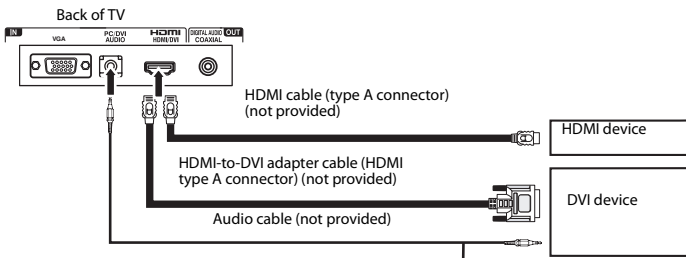 Back of TV
IN
VGA
PC/DVI
AUDIO
HDMI
HDMI/DVI
DIGITAL AUDIO
COAXIAL
OUT
HDMI cable (type A connector)
(not provided)
HDMI device
HDMI-to-DVI adapter cable (HDMI
type A connector) (not provided)
DVI device
Audio cable (not provided)